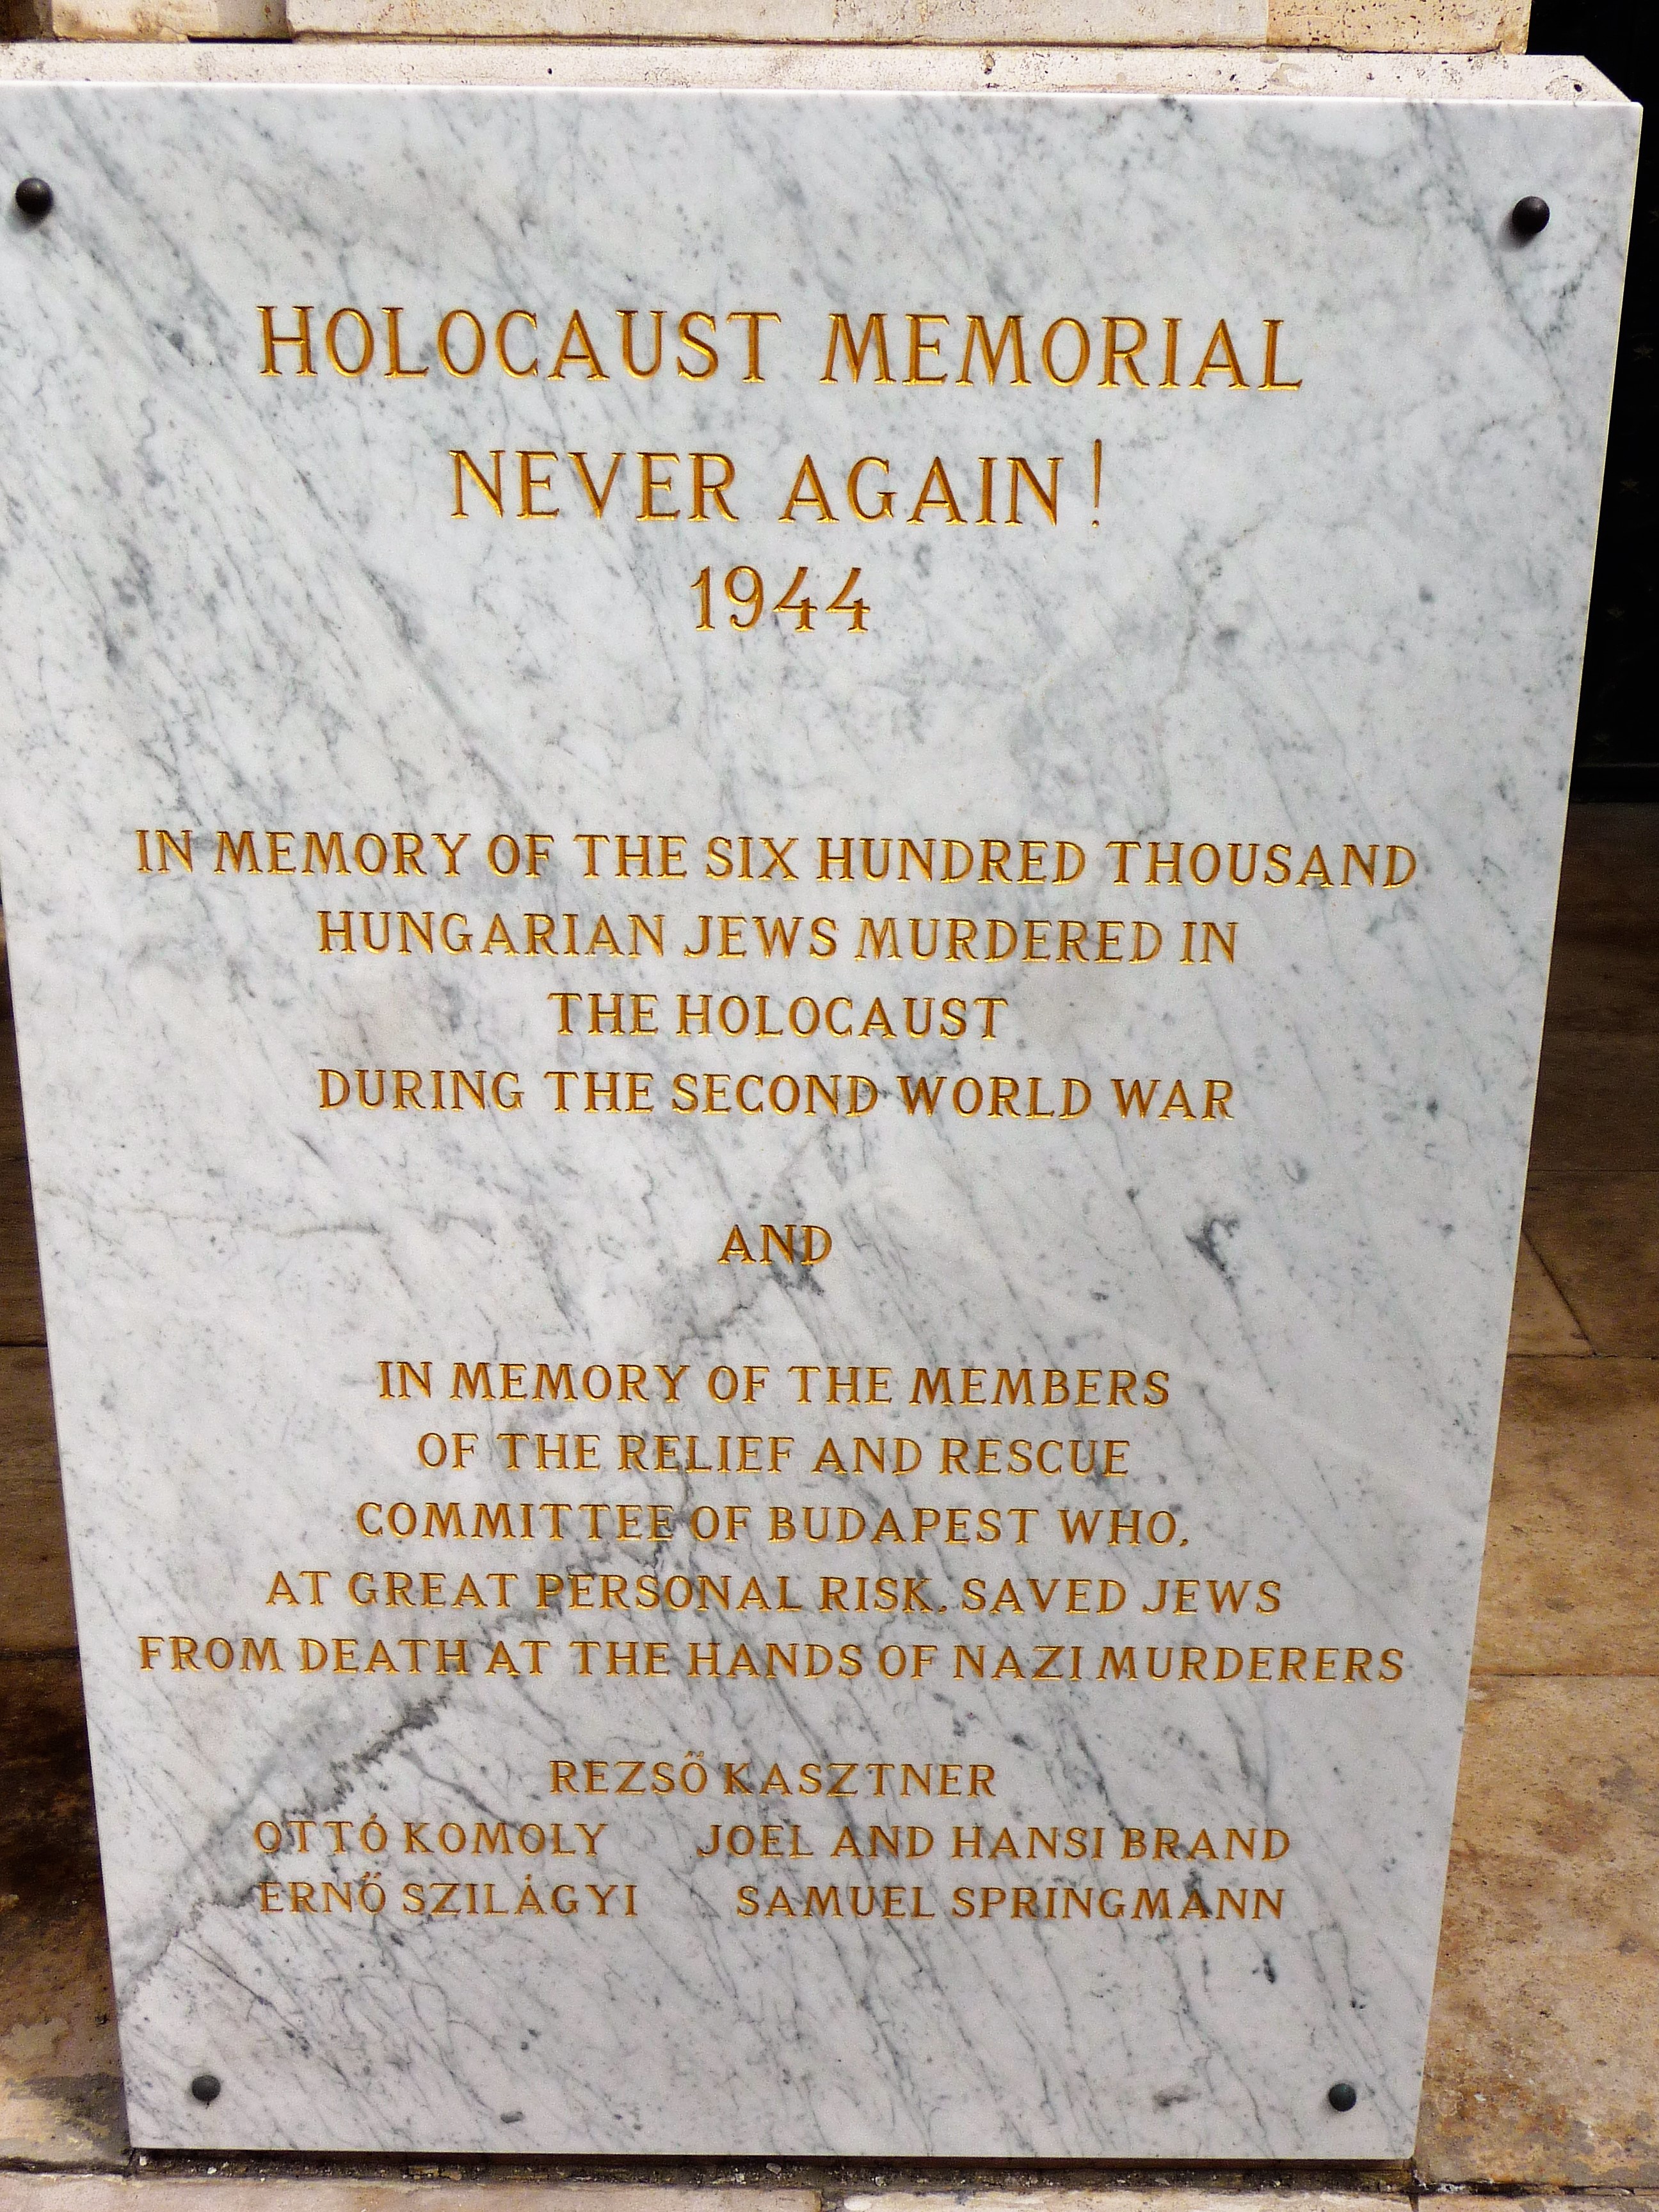 HOLOCAUST MEMORIAL
NEVER AGAIN!
1944
IN MEMORY OF THE SIX HUNDRED THOUSAND
HUNGARIAN JEWS MURDERED IN
THE HOLOCAUST
DURING THE SECOND WORLD WAR
AND
IN MEMORY OF THE MEMBERS
OF THE RELIEF AND RESCUE
COMMITTEE OF BUDAPEST WHO,
AT GREAT PERSONAL RISK, SAVED JEWS
FROM DEATH AT THE HANDS OF NAZI MURDERERS
REZSŐ KASZTNER
OTTÓ KOMOLY JOEL AND HANSI BRAND
ERNŐ SZILÁGYI SAMUEL SPRINGMANN